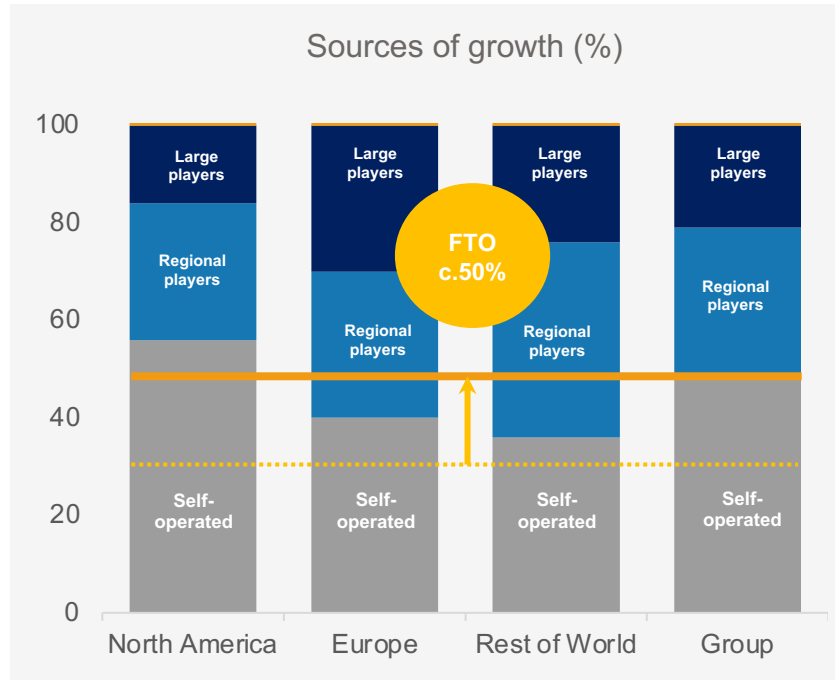 Sources of growth (%)
100
80
60
40
20
0
Large
players
Regional
players
Self-
operated
Large
players
Regional
players
Self-
operated
Large
players
Regional
players
Self-
operated
Large
players
Regional
players
Self-
operated
FTO
c.50%
North America
Europe
Rest of World
Group